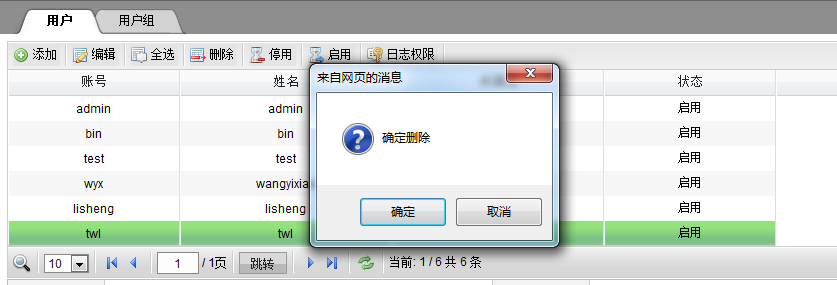 用户 用户组
添加 编辑 全选 删除 停用 启用 日志权限
账号 姓名 状态
来自网页的消息
确定删除
确定 取消
admin admin 启用
bin bin 启用
test test 启用
wyx wangyixia 启用
lisheng lisheng 启用
twl twl 启用
10 1 / 1页 跳转 当前: 1 / 6 共 6 条